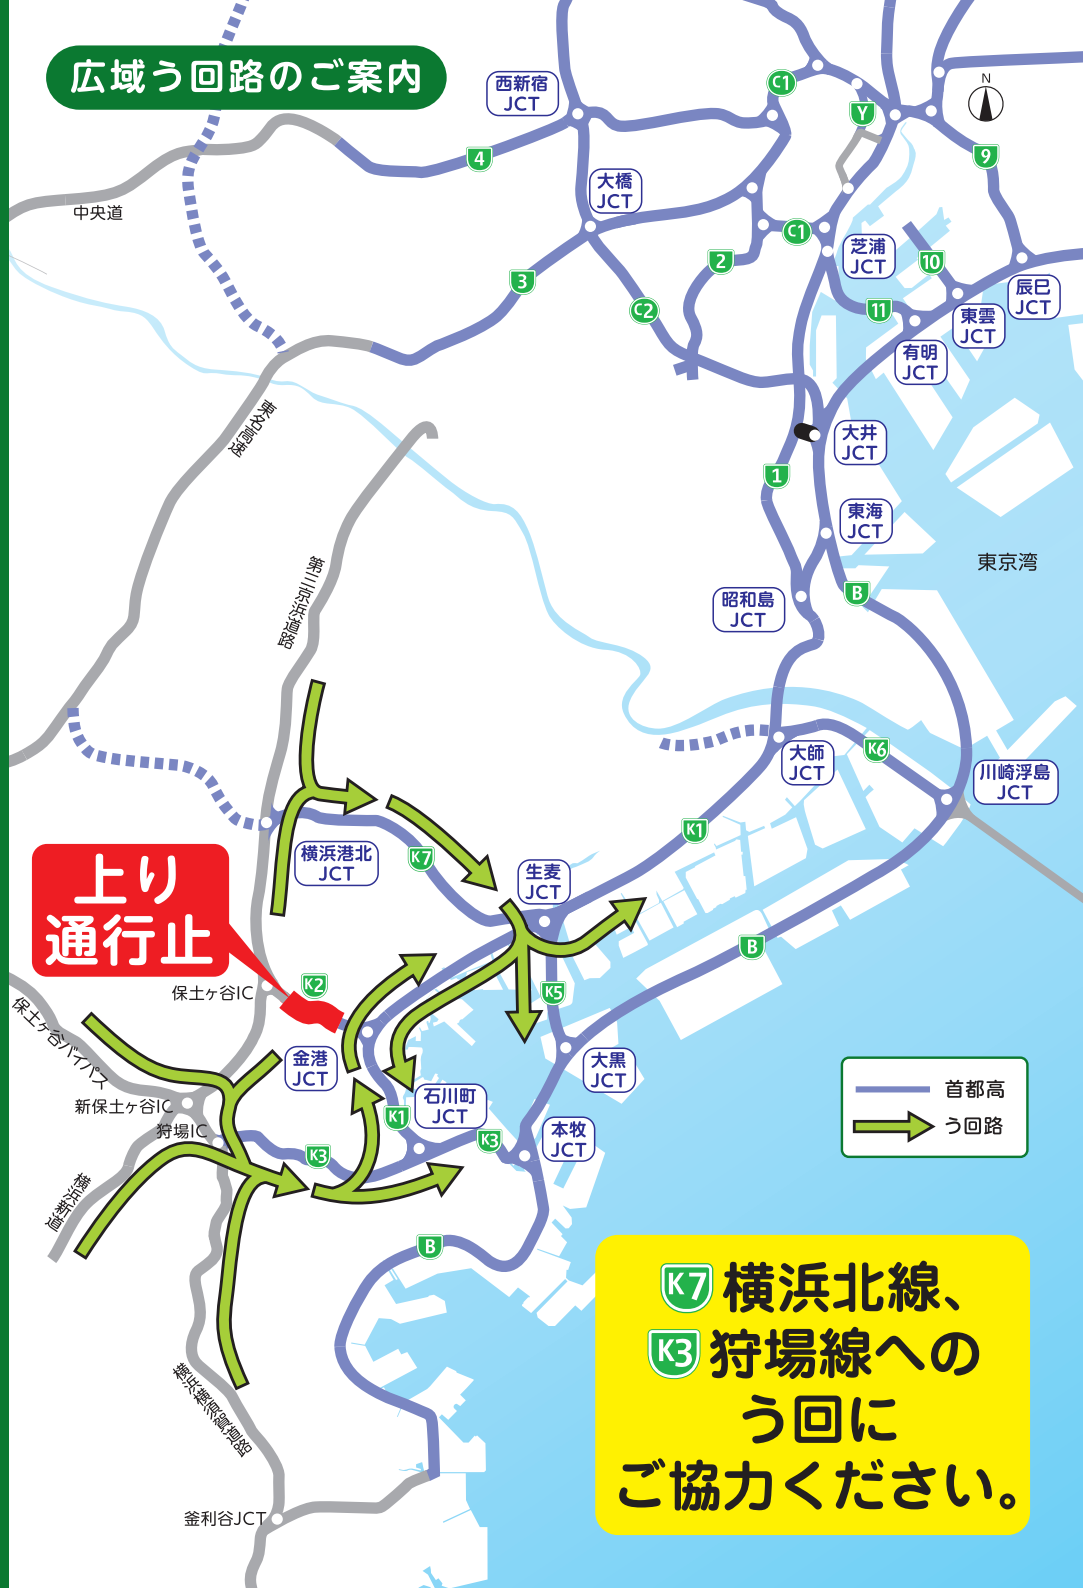 広域う回路のご案内
西新宿
JCT
C1
N
Y
4
9
大橋
JCT
中央道
C1
芝浦
JCT
2
10
辰巳
JCT
3
C2
11
東雲
JCT
有明
JCT
東名高速
大井
JCT
1
東海
JCT
東京湾
第三京浜道路
昭和島
JCT
B
大師
JCT
K6
川崎浮島
JCT
K1
横浜港北
JCT
K7
生麦
JCT
上り
通行止
B
K2
保土ヶ谷IC
K5
保土ヶ谷バイパス
金港
JCT
大黒
JCT
石川町
JCT
首都高
新保土ヶ谷IC
K1
う回路
狩場IC
K3
K3
本牧
JCT
横浜新道
B
K7 横浜北線、
K3 狩場線への
う回に
ご協力ください。
横浜横須賀道路
釜利谷JCT